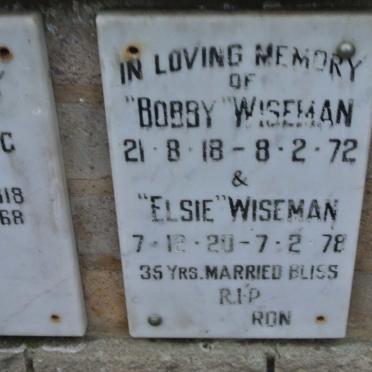 IN LOVING MEMORY
OF
"BOBBY" WISEMAN
21·8·18-8·2·72
&
"ELSIE" WISEMAN
7-12-20-7·2·78
35 YRS. MARRIED BLISS
R.I.P
RON
Y
C
68